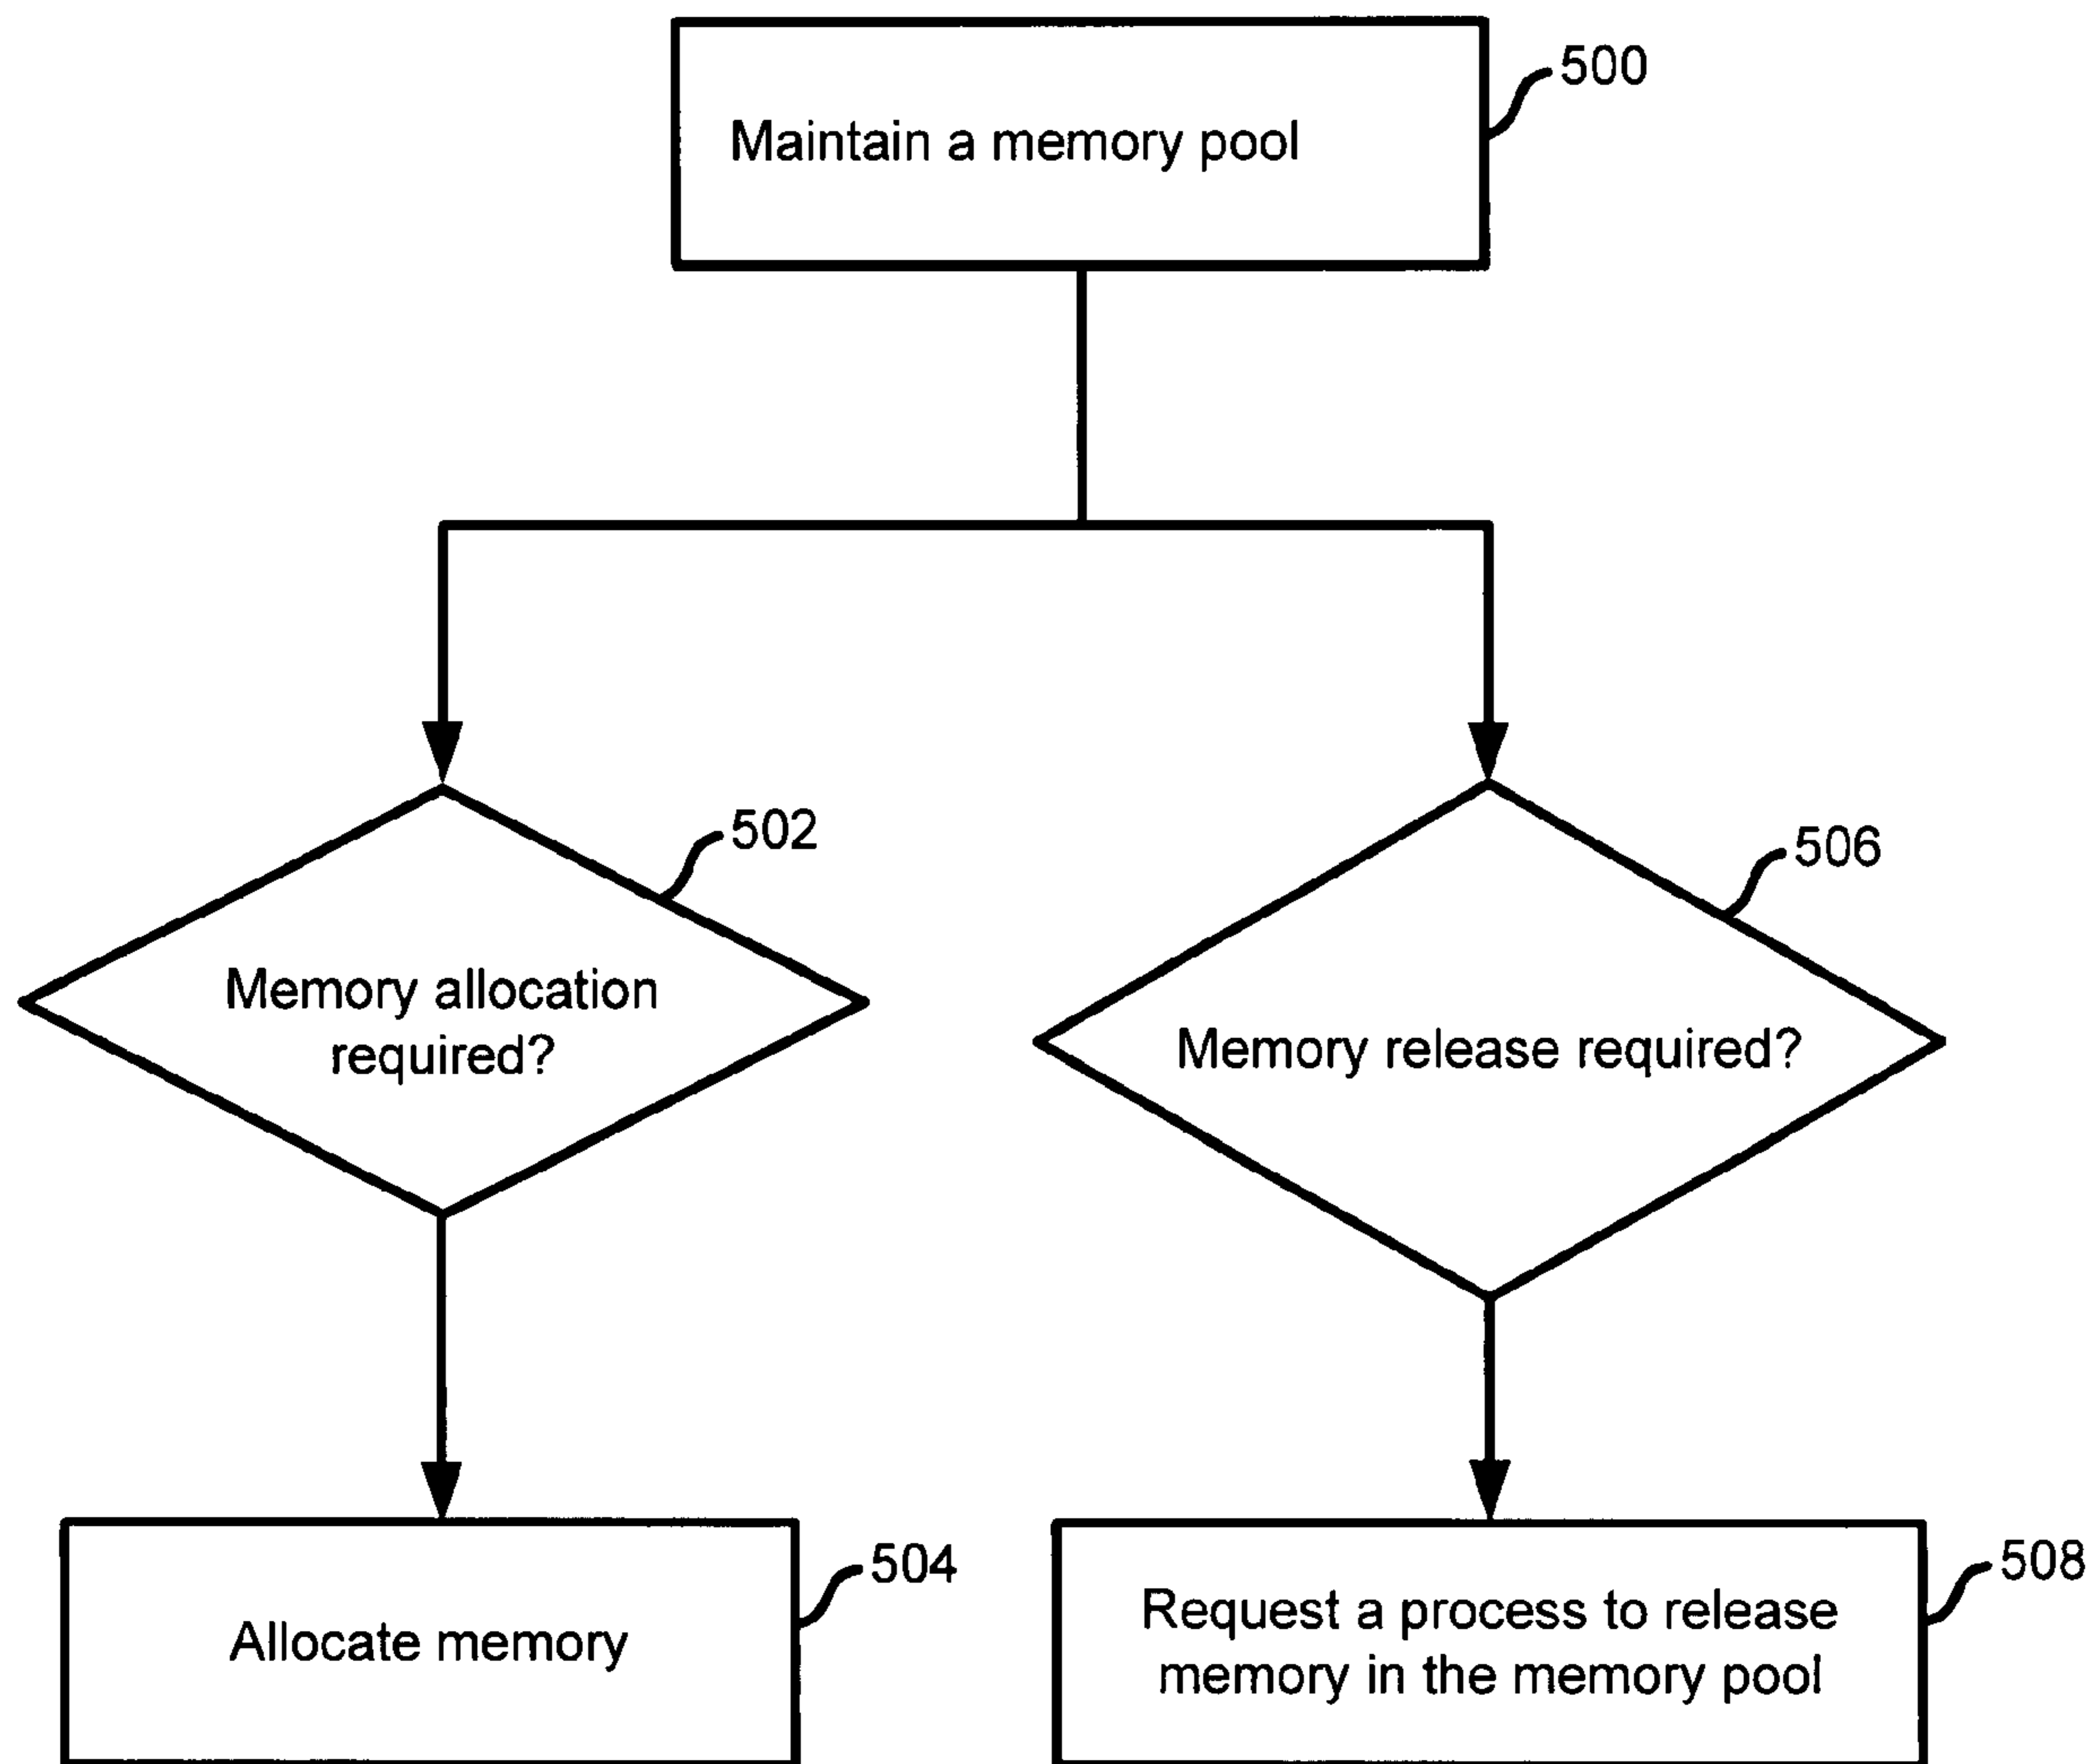 500
Maintain a memory pool
502
Memory allocation
required?
506
Memory release required?
504
Allocate memory
508
Request a process to release
memory in the memory pool